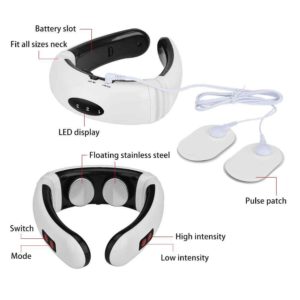 Battery slot
Fit all sizes neck
LED display
Pulse patch
Floating stainless steel
Switch
Mode
High intensity
Low intensity